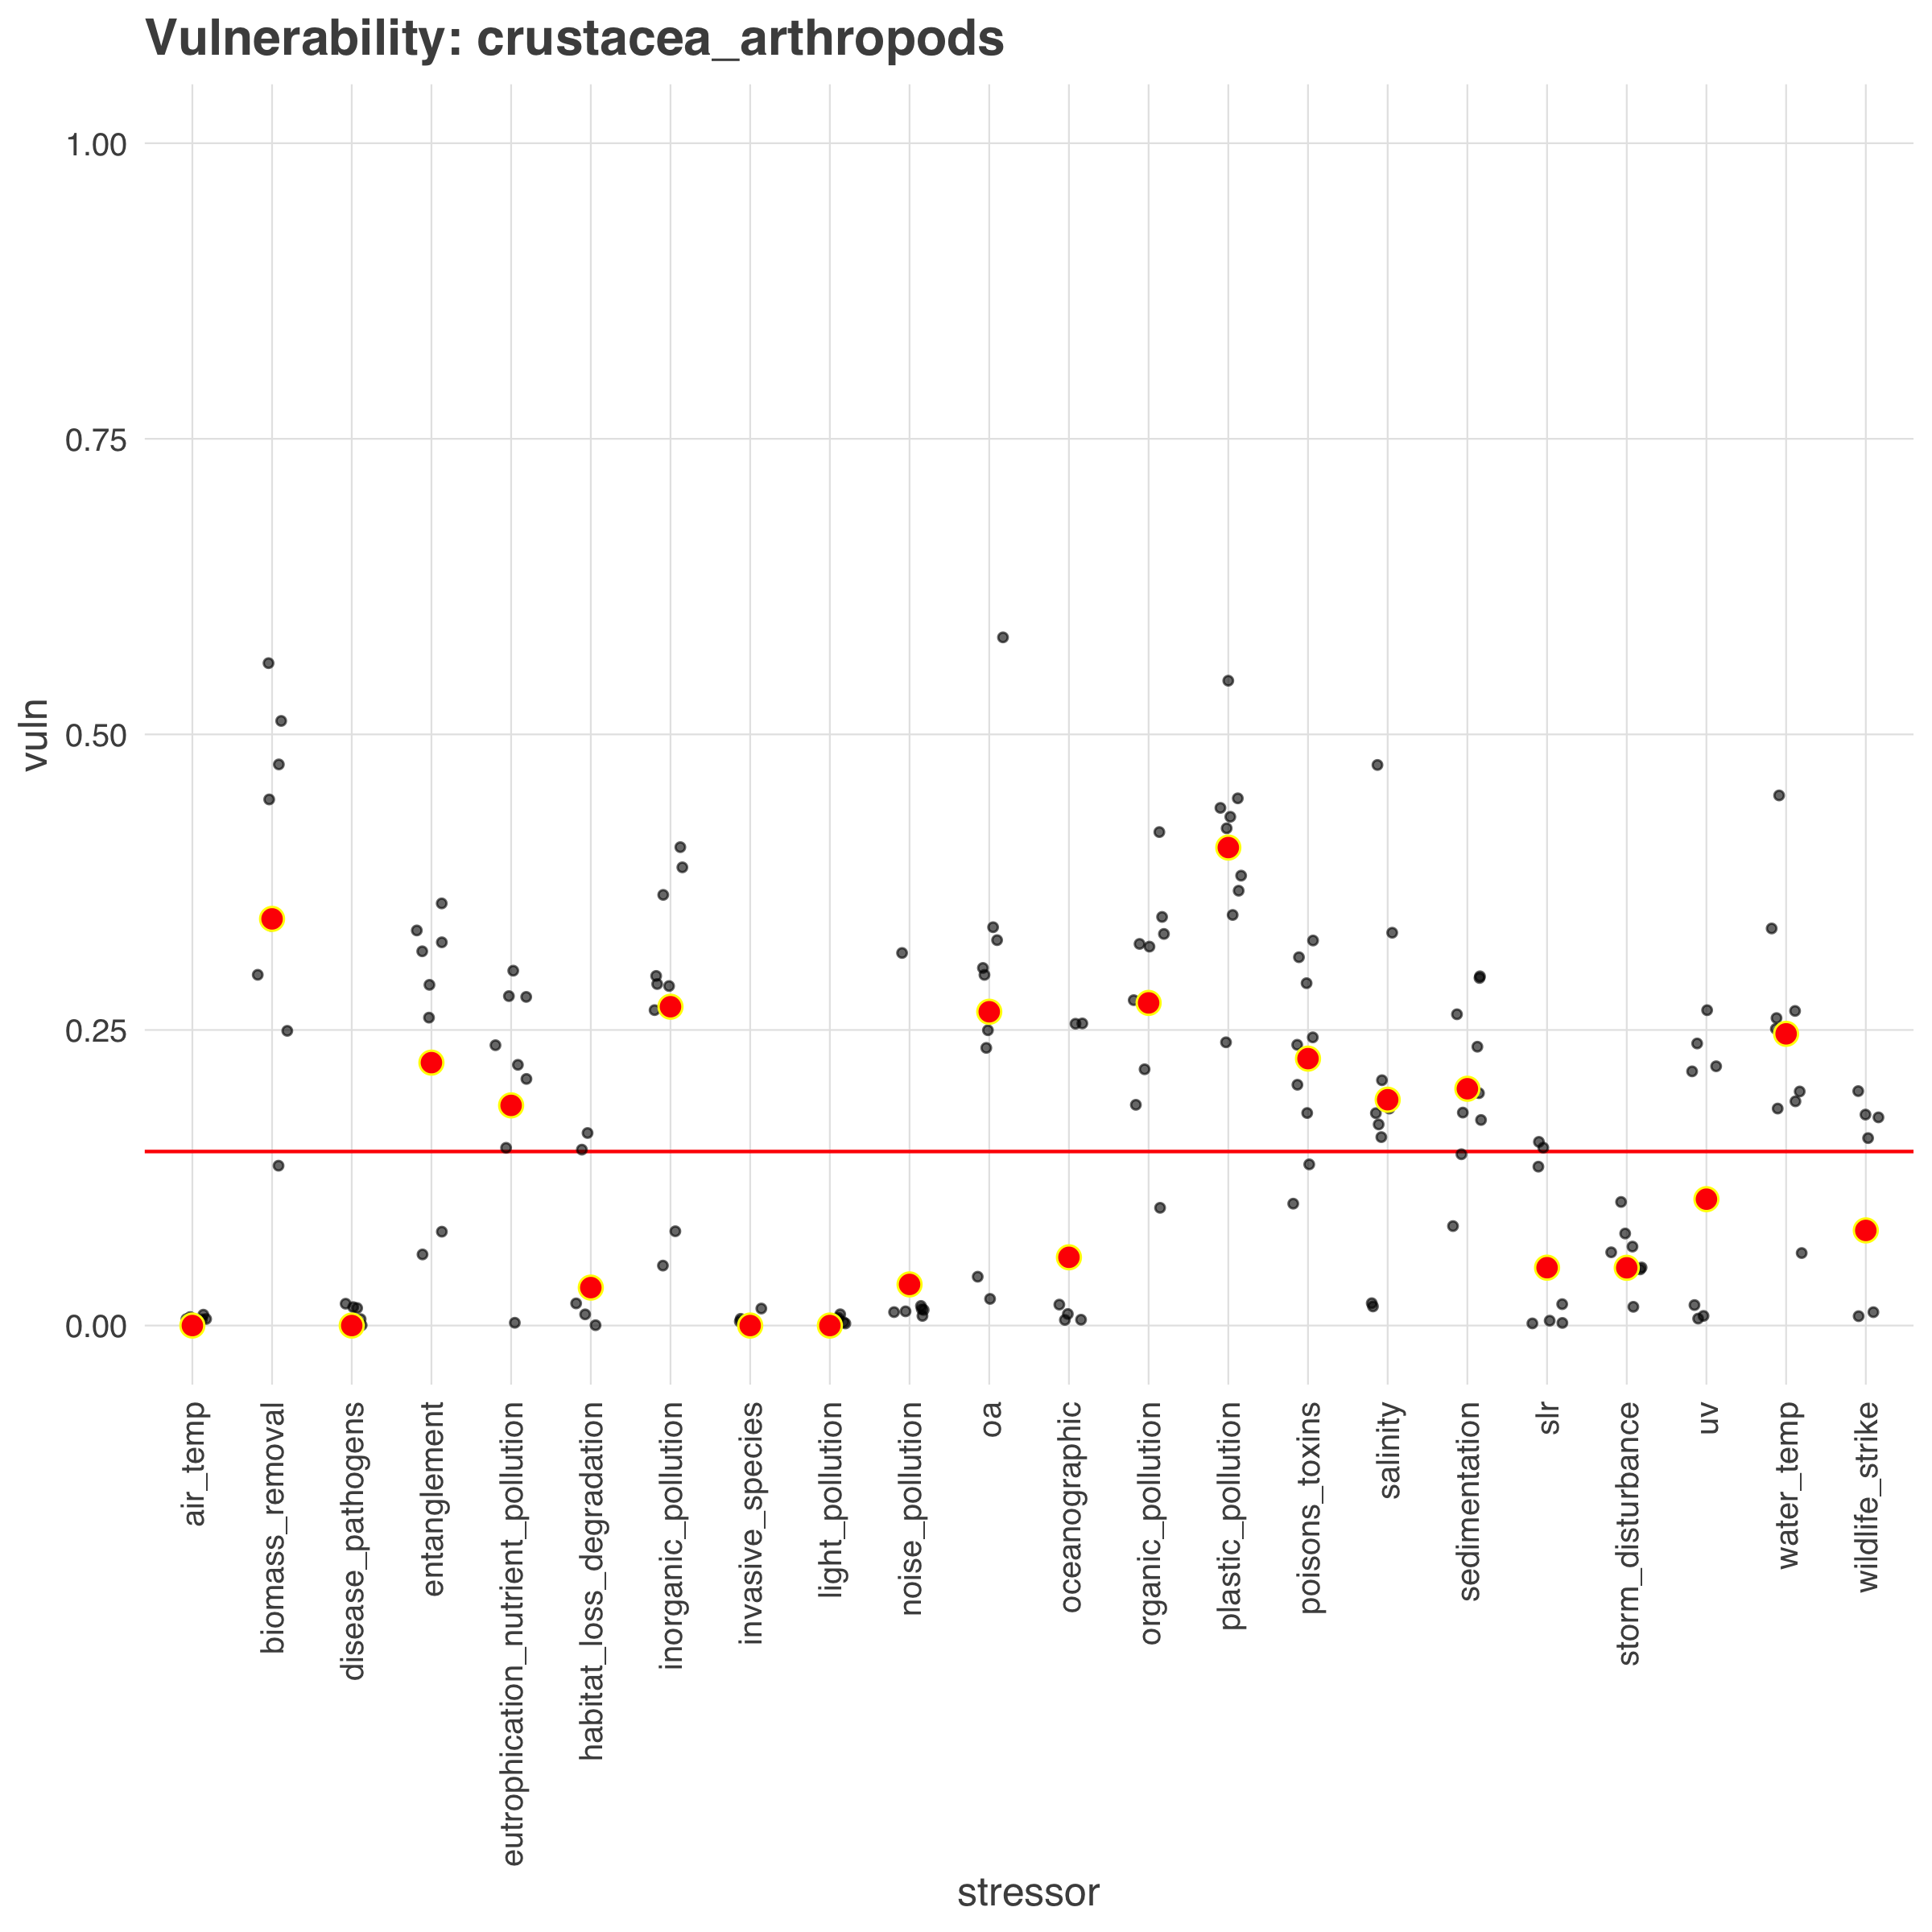 Vulnerability: crustacea_arthropods
1.00
0.75
0.50
0.25
0.00
vuln
air_temp
biomass_removal
disease_pathogens
entanglement
eutrophication_nutrient_pollution
habitat_loss_degradation
inorganic_pollution
invasive_species
light_pollution
noise_pollution
oa
oceanographic
organic_pollution
plastic_pollution
poisons_toxins
salinity
sedimentation
slr
storm_disturbance
uv
water_temp
wildlife_strike
stressor